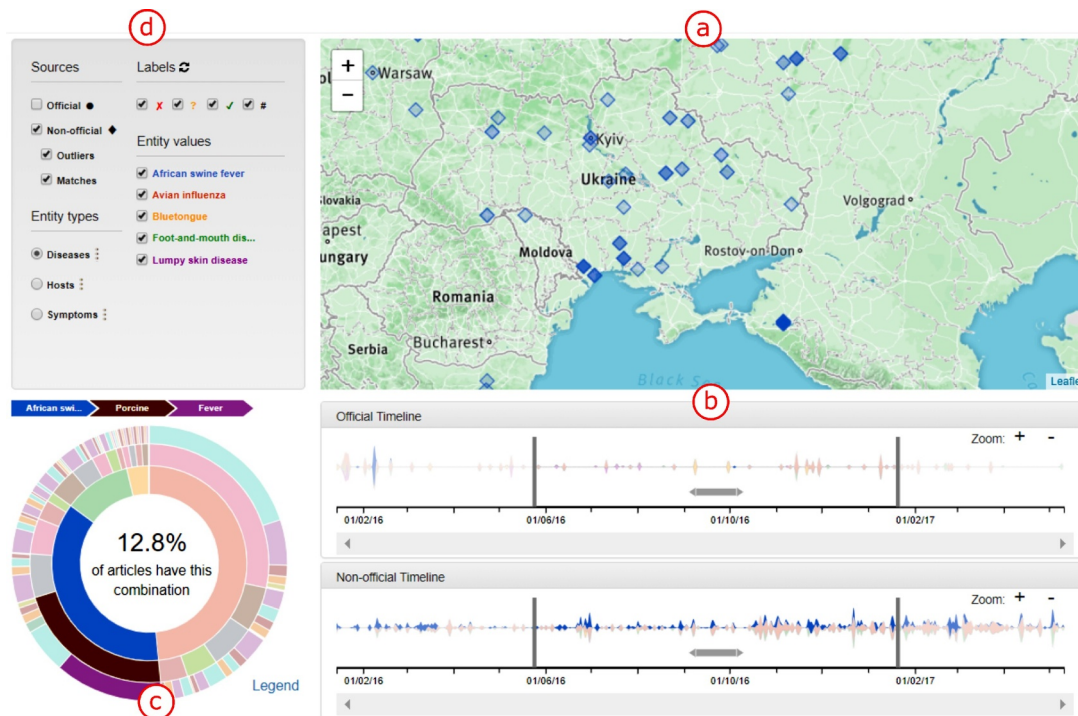 d
a
Sources
Labels
Official ●
✗ ? ✓ #
Non-official ◆
Outliers
Matches
Entity values
African swine fever
Avian influenza
Bluetongue
Foot-and-mouth dis...
Lumpy skin disease
Entity types
Diseases
Hosts
Symptoms
+
-
Warsaw
Kyiv
Ukraine
Volgograd
Slovakia
apest
ungary
Moldova
Rostov-on-Don
Romania
Serbia
Bucharest
Black Sea
Leafle
African swi...
Porcine
Fever
12.8%
of articles have this
combination
Legend
c
b
Official Timeline
Zoom: + -
01/02/16 01/06/16 01/10/16 01/02/17
Non-official Timeline
Zoom: + -
01/02/16 01/06/16 01/10/16 01/02/17